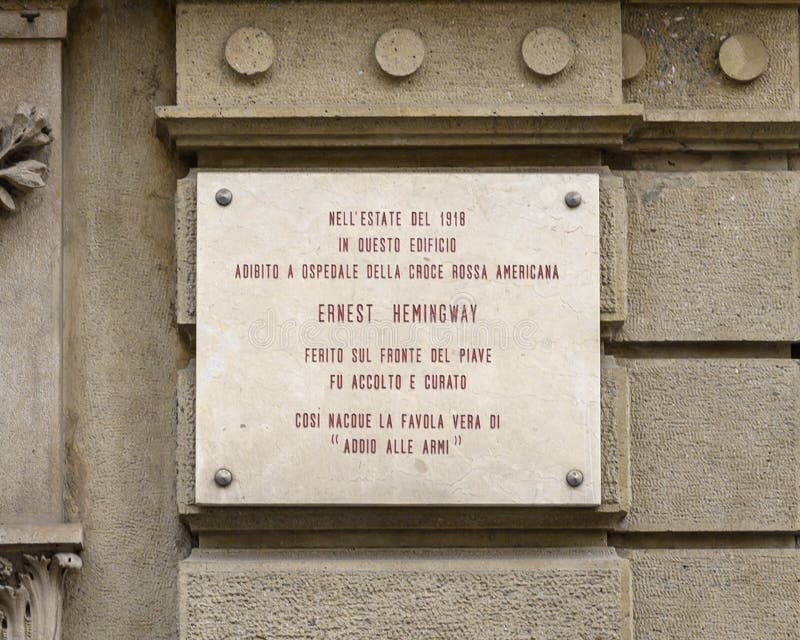 NELL'ESTATE DEL 1918
IN QUESTO EDIFICIO
ADIBITO A OSPEDALE DELLA CROCE ROSSA AMERICANA
ERNEST HEMINGWAY
FERITO SUL FRONTE DEL PIAVE
FU ACCOLTO E CURATO
COSÌ NACQUE LA FAVOLA VERA DI
"ADDIO ALLE ARMI"
dreamstime